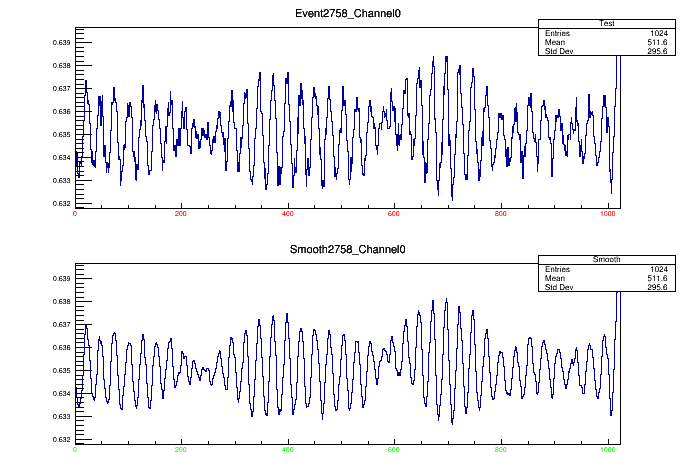 Event2758_Channel0
Test
Entries 1024
Mean 511.6
Std Dev 295.6
0.639
0.638
0.637
0.636
0.635
0.634
0.633
0.632
0 200 400 600 800 1000
Smooth2758_Channel0
Smooth
Entries 1024
Mean 511.6
Std Dev 295.6
0.639
0.638
0.637
0.636
0.635
0.634
0.633
0.632
0 200 400 600 800 1000